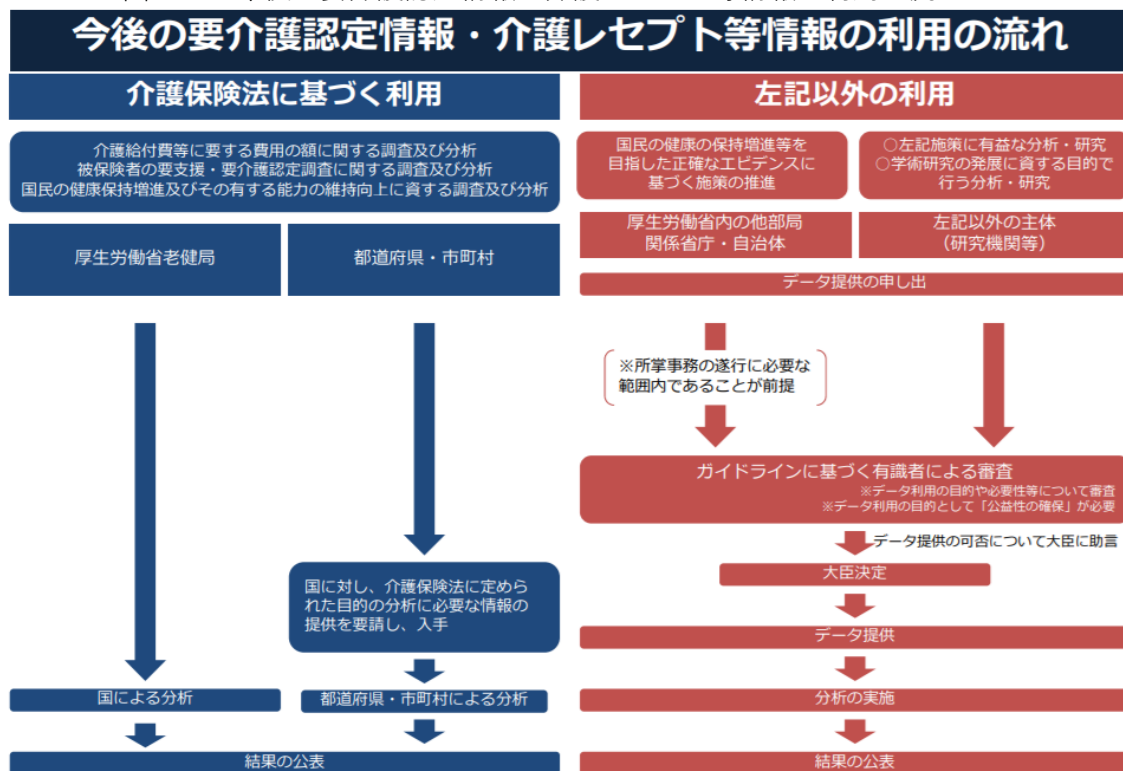 今後の要介護認定情報・介護レセプト等情報の利用の流れ
介護保険法に基づく利用
介護給付費等に要する費用の額に関する調査及び分析
被保険者の要支援・要介護認定調査に関する調査及び分析
国民の健康保持増進及びその有する能力の維持向上に資する調査及び分析
厚生労働省老健局
都道府県・市町村
国に対し、介護保険法に定めら
れた目的の分析に必要な情報の
提供を要請し、入手
国による分析
都道府県・市町村による分析
結果の公表
左記以外の利用
国民の健康の保持増進等を
目指した正確なエビデンスに
基づく施策の推進
○左記施策に有益な分析・研究
○学術研究の発展に資する目的で
行う分析・研究
厚生労働省内の他部局
関係省庁・自治体
左記以外の主体
(研究機関等)
データ提供の申し出
※所掌事務の遂行に必要な
範囲内であることが前提
ガイドラインに基づく有識者による審査
※データ利用の目的や必要性等について審査
※データ利用の目的として「公益性の確保」が必要
データ提供の可否について大臣に助言
大臣決定
データ提供
分析の実施
結果の公表